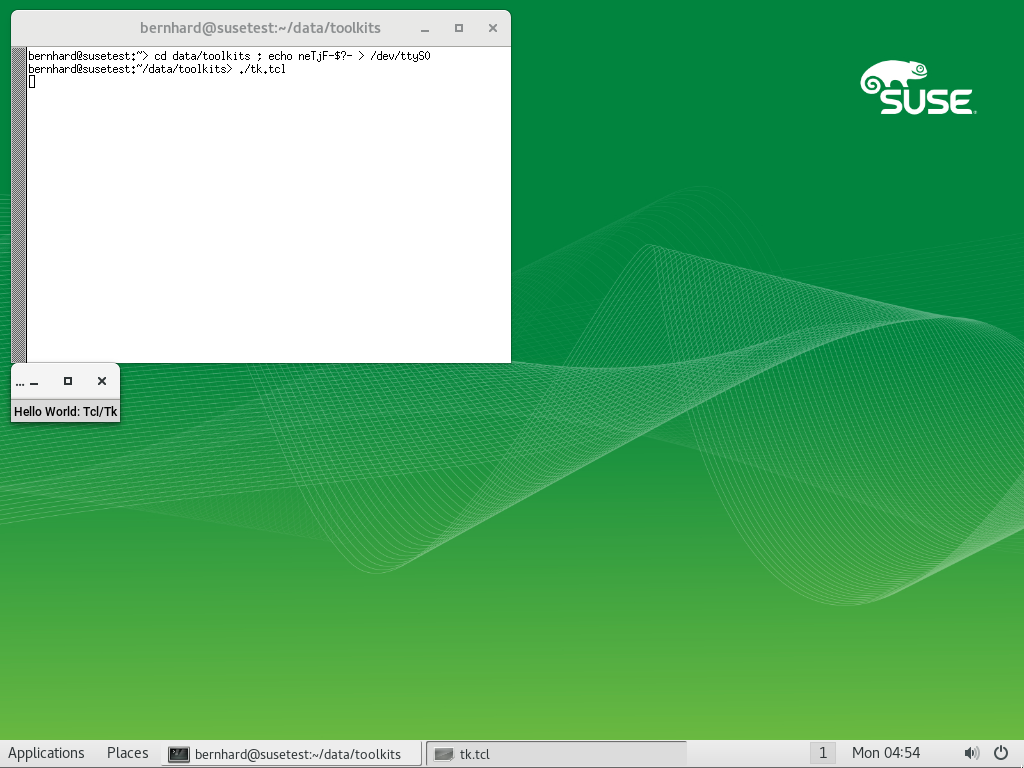 bernhard@susetest:~/data/toolkits
bernhard@susetest:~> cd data/toolkits ; echo neTjF-$?- > /dev/ttyS0
bernhard@susetest:~/data/toolkits> ./tk.tcl
SUSE
...
Hello World: Tcl/Tk
Applications Places bernhard@susetest:~/data/toolkits tk.tcl 1 Mon 04:54